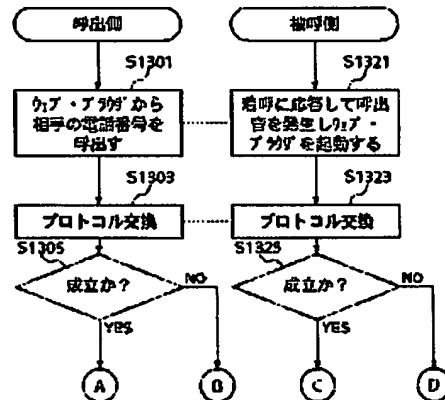 呼出側
S1301
ウェブ・ブラウザから
相手の電話番号を
呼出す
S1303
プロトコル交換
S1305
成立か？
NO
YES
A
B
被呼側
S1321
着呼に応答して呼出
音を発生しウェブ・
ブラウザを起動する
S1323
プロトコル交換
S1325
成立か？
NO
YES
C
D